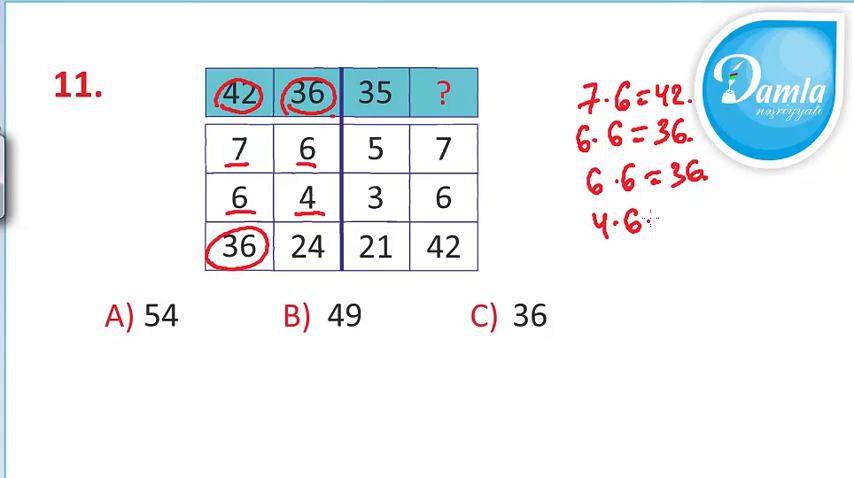 11.
42 36 35 ?
7 6 5 7
6 4 3 6
36 24 21 42
A) 54 B) 49 C) 36
7·6=42.
6·6=36.
6·6=36.
4·6
Damla
nəşriyyatı